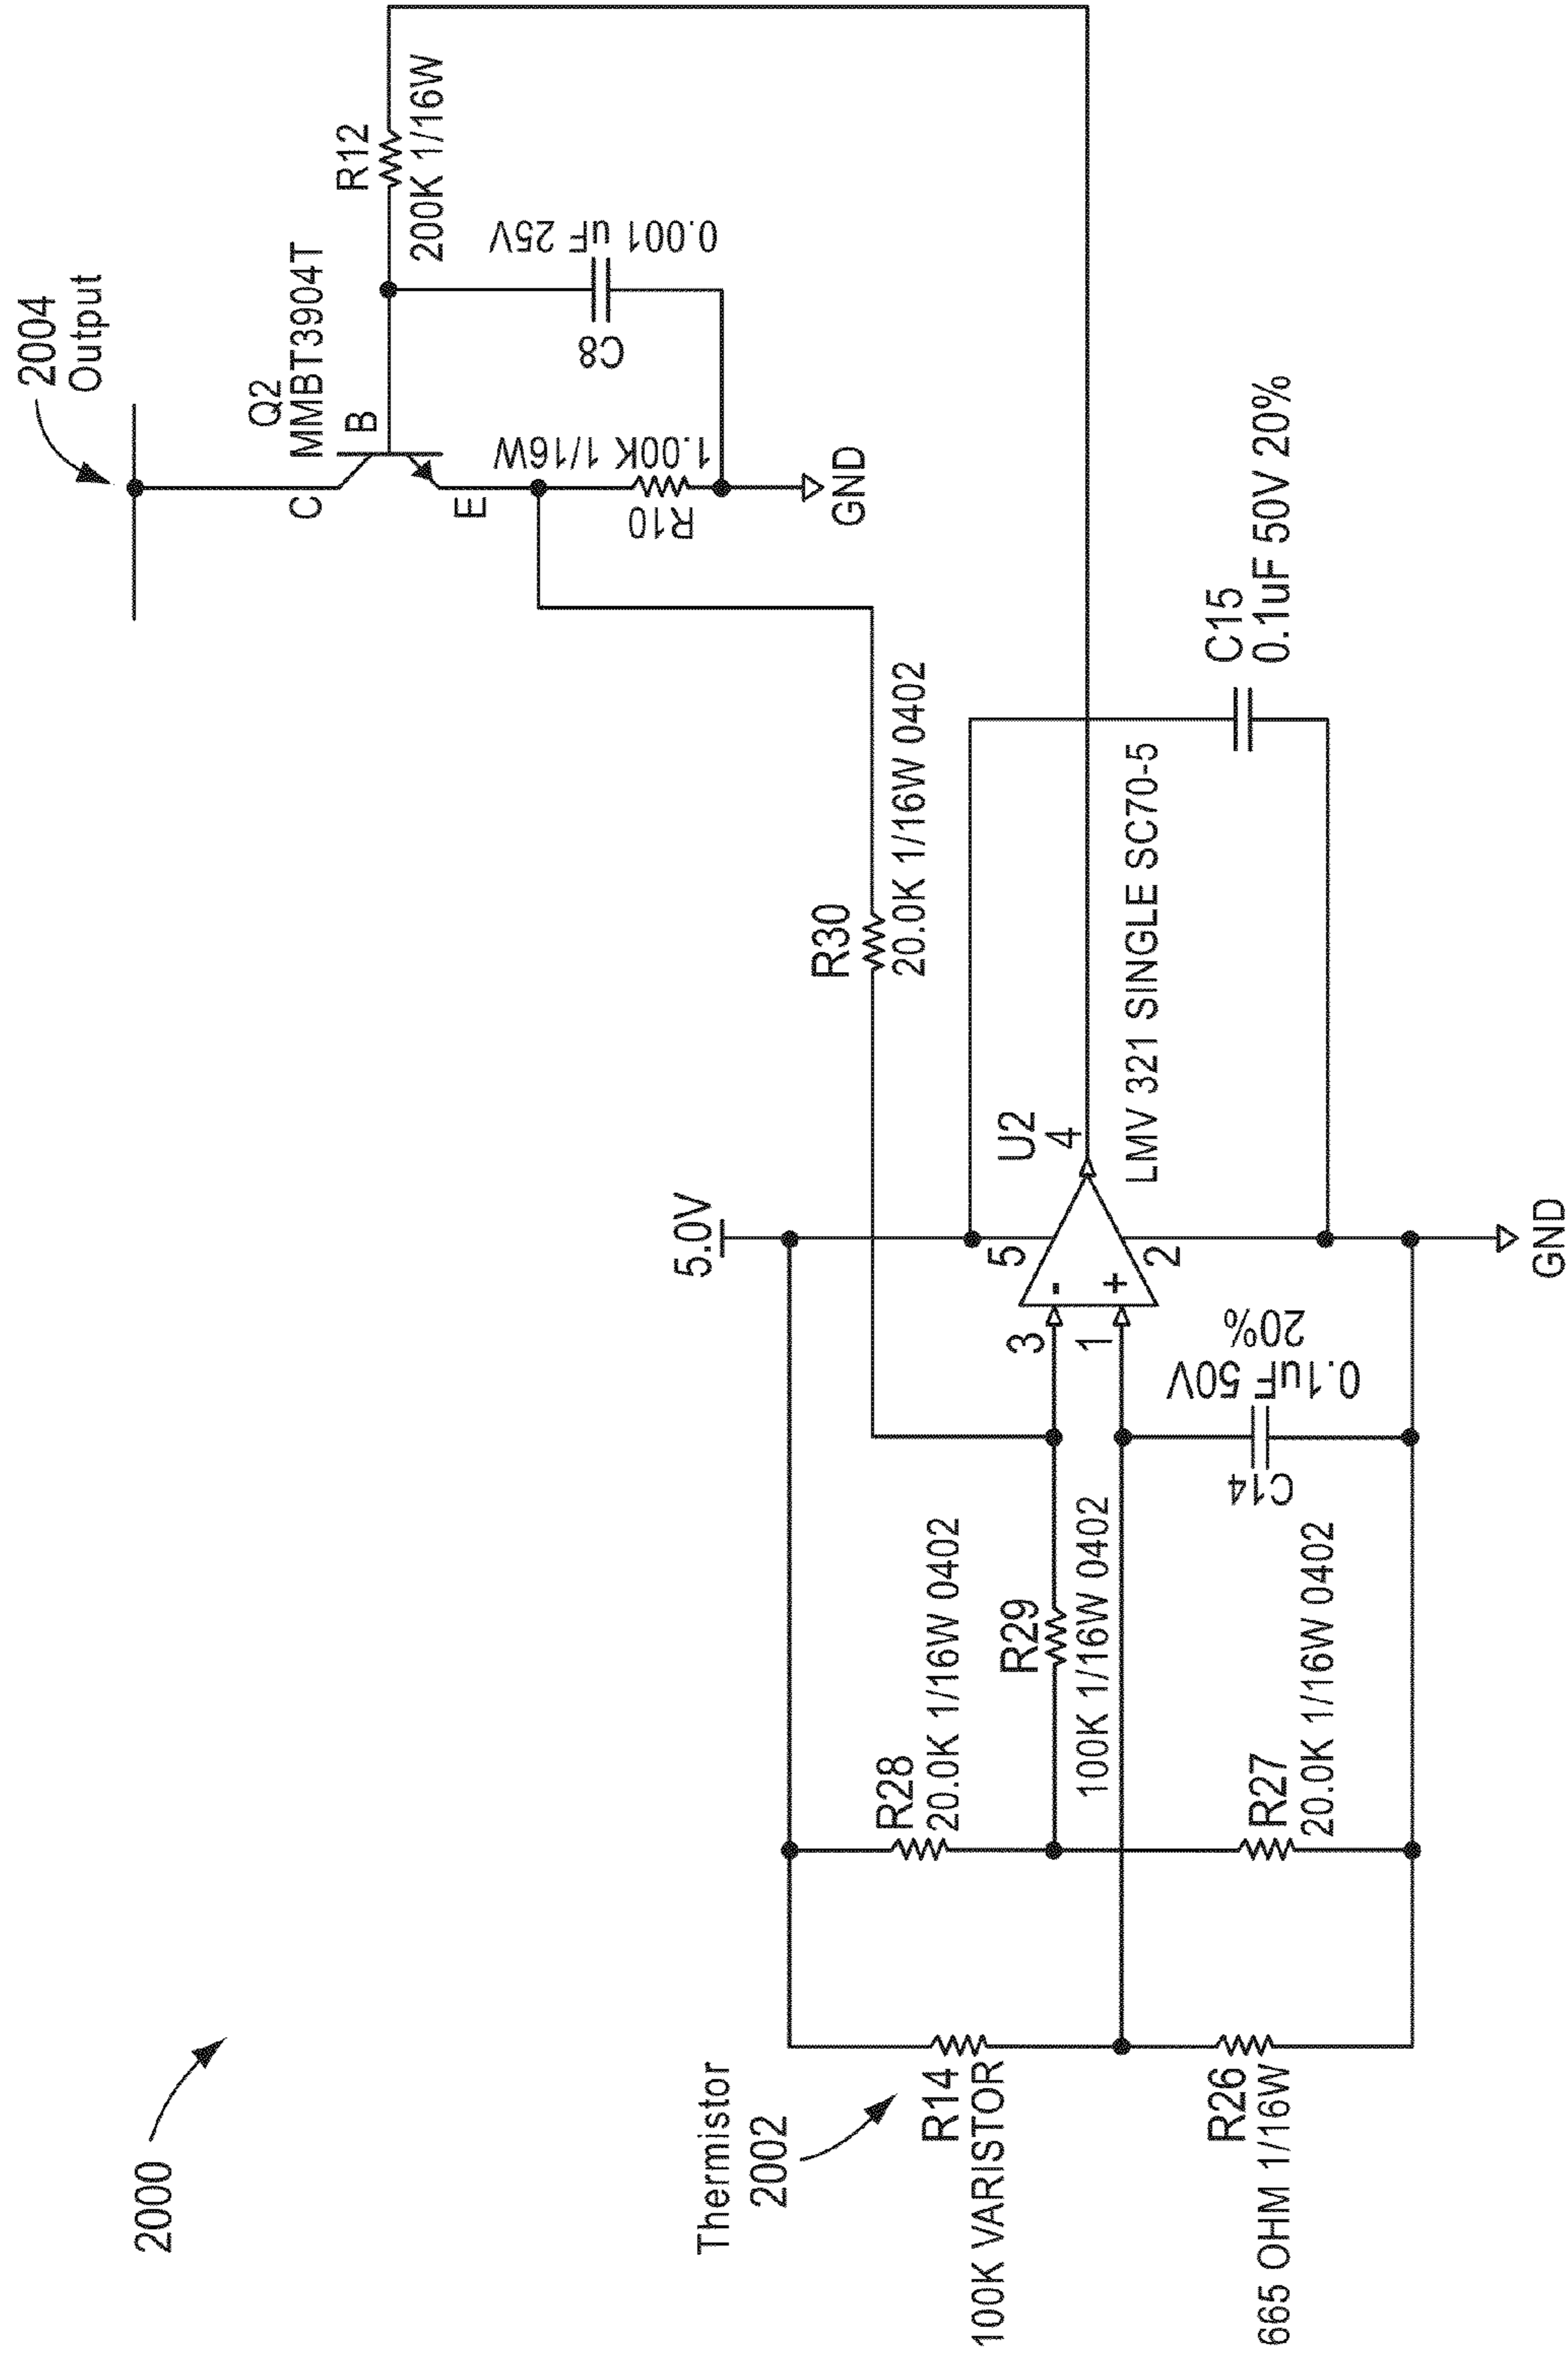 2000
2004
Output
Q2
MMBT3904T
C
B
E
R12
200K 1/16W
C8
0.001 uF 25V
R10
1.00K 1/16W
GND
5.0V
R30
20.0K 1/16W 0402
U2
5
4
3
-
1
+
2
LMV 321 SINGLE SC70-5
C15
0.1uF 50V 20%
C14
0.1uF 50V
20%
GND
R28
20.0K 1/16W 0402
R29
100K 1/16W 0402
R27
20.0K 1/16W 0402
Thermistor
2002
R14
100K VARISTOR
R26
665 OHM 1/16W